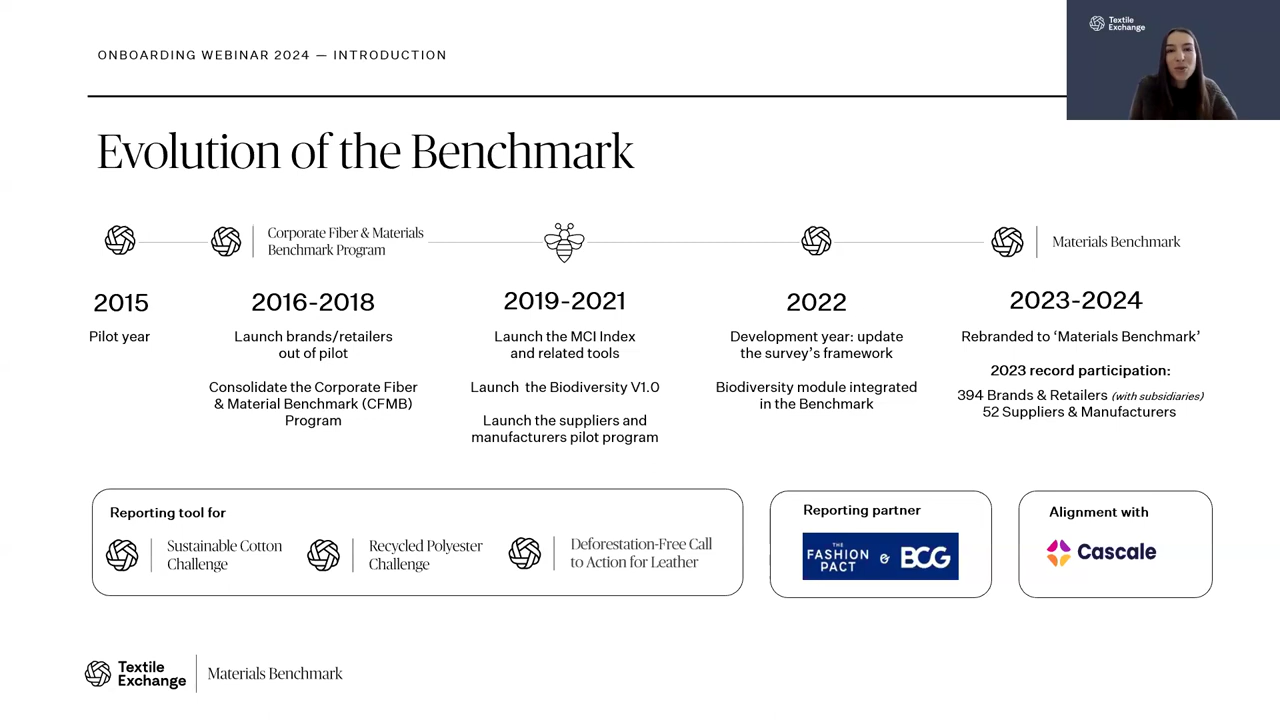 ONBOARDING WEBINAR 2024 — INTRODUCTION
Textile
Exchange
Evolution of the Benchmark
Corporate Fiber & Materials
Benchmark Program
Materials Benchmark
2015
Pilot year
2016-2018
Launch brands/retailers
out of pilot
Consolidate the Corporate Fiber
& Material Benchmark (CFMB)
Program
2019-2021
Launch the MCI Index
and related tools
Launch the Biodiversity V1.0
Launch the suppliers and
manufacturers pilot program
2022
Development year: update
the survey's framework
Biodiversity module integrated
in the Benchmark
2023-2024
Rebranded to ‘Materials Benchmark’
2023 record participation:
394 Brands & Retailers (with subsidiaries)
52 Suppliers & Manufacturers
Reporting tool for
Sustainable Cotton
Challenge
Recycled Polyester
Challenge
Deforestation-Free Call
to Action for Leather
Reporting partner
THE
FASHION
PACT
& BCG
Alignment with
Cascale
Textile
Exchange
Materials Benchmark